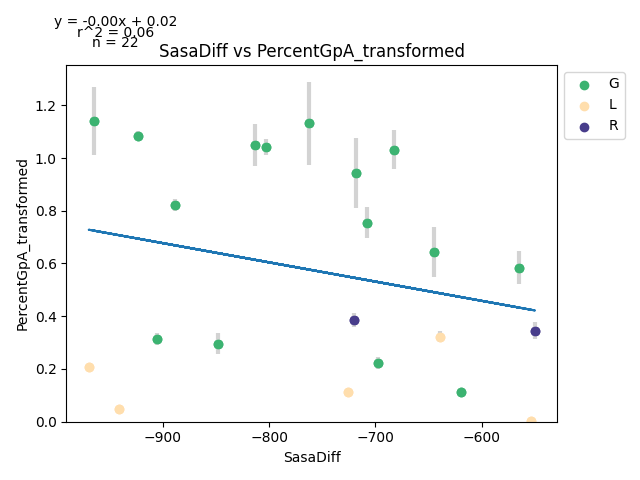 y = -0.00x + 0.02
r^2 = 0.06
n = 22
SasaDiff vs PercentGpA_transformed
1.2
1.0
0.8
0.6
0.4
0.2
0.0
PercentGpA_transformed
−900
−800
−700
−600
SasaDiff
G
L
R